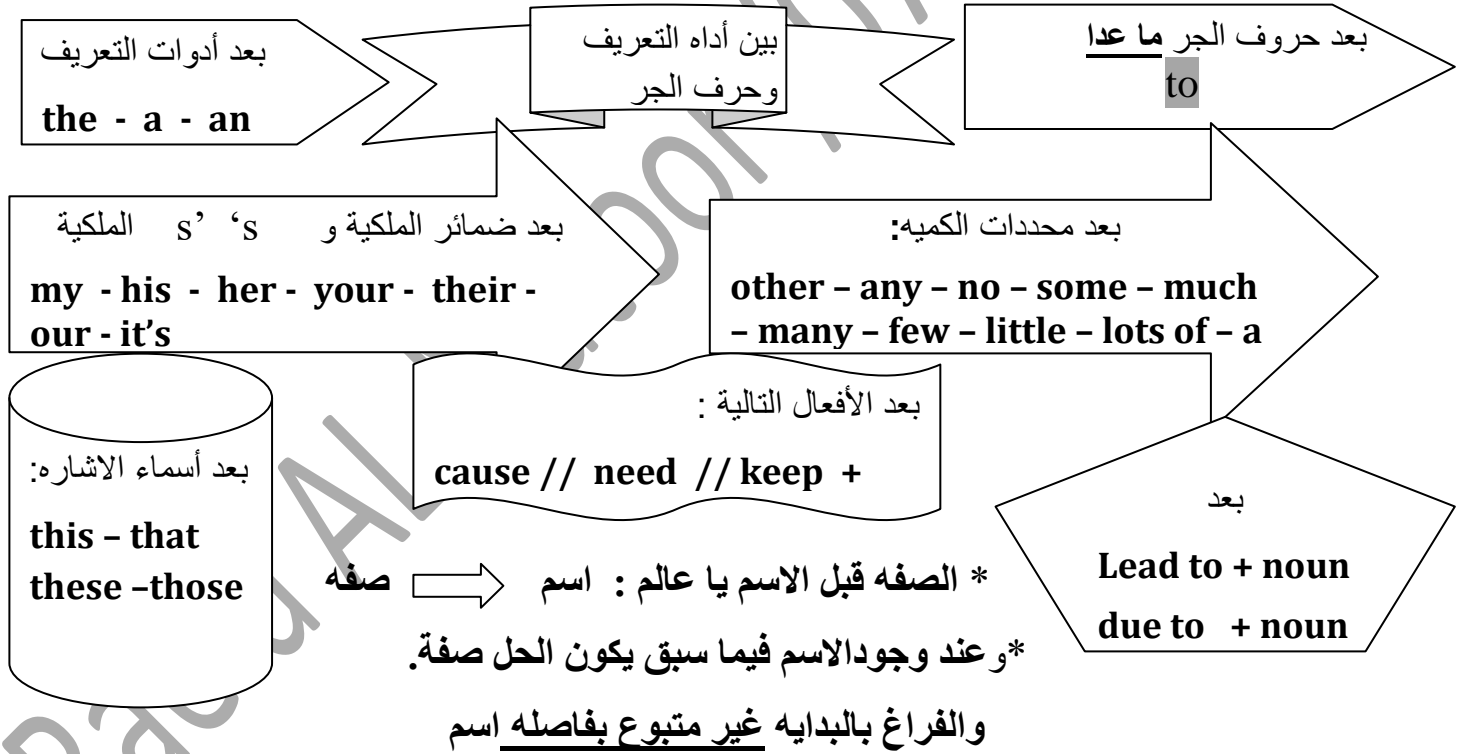 بعد أدوات التعريف
the - a - an
بين أداه التعريف
وحرف الجر
بعد حروف الجر ما عدا
to
بعد ضمائر الملكية و s’ ‘s الملكية
my - his - her - your - their -
our - it’s
بعد محددات الكميه:
other – any – no – some – much
– many – few – little – lots of – a
بعد أسماء الاشاره:
this – that
these –those
بعد الأفعال التالية :
cause // need // keep +
بعد
Lead to + noun
due to + noun
* الصفه قبل الاسم يا عالم : اسم صفه
*وعند وجودالاسم فيما سبق يكون الحل صفة.
والفراغ بالبدايه غير متبوع بفاصله اسم